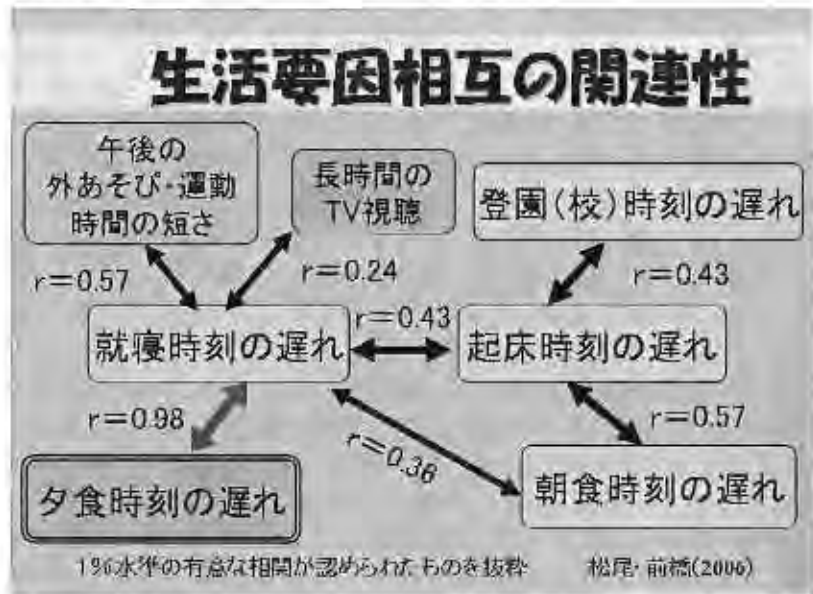 生活要因相互の関連性
午後の
外あそび・運動
時間の短さ
長時間の
TV視聴
登園(校)時刻の遅れ
r=0.57
r=0.24
r=0.43
r=0.43
就寝時刻の遅れ
起床時刻の遅れ
r=0.98
r=0.36
r=0.57
夕食時刻の遅れ
朝食時刻の遅れ
1%水準の有意な相関が認められたものを抜粋
松尾・前橋(2006)